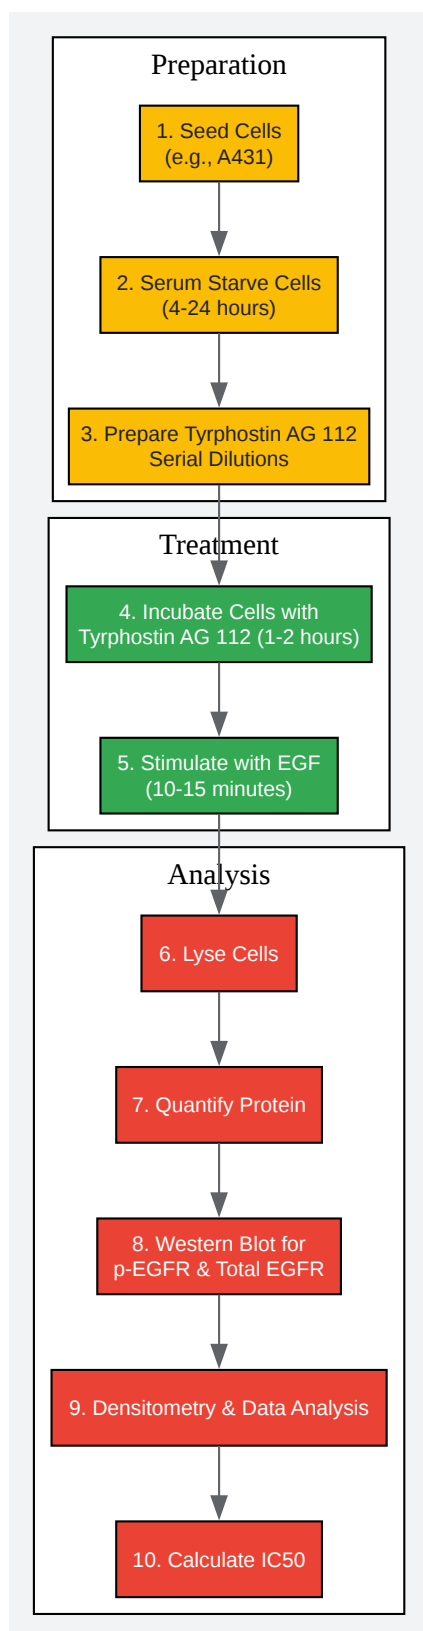 Preparation
1. Seed Cells
(e.g., A431)
2. Serum Starve Cells
(4-24 hours)
3. Prepare Tyrphostin AG 112
Serial Dilutions
Treatment
4. Incubate Cells with
Tyrphostin AG 112 (1-2 hours)
5. Stimulate with EGF
(10-15 minutes)
Analysis
6. Lyse Cells
7. Quantify Protein
8. Western Blot for
p-EGFR & Total EGFR
9. Densitometry & Data Analysis
10. Calculate IC50